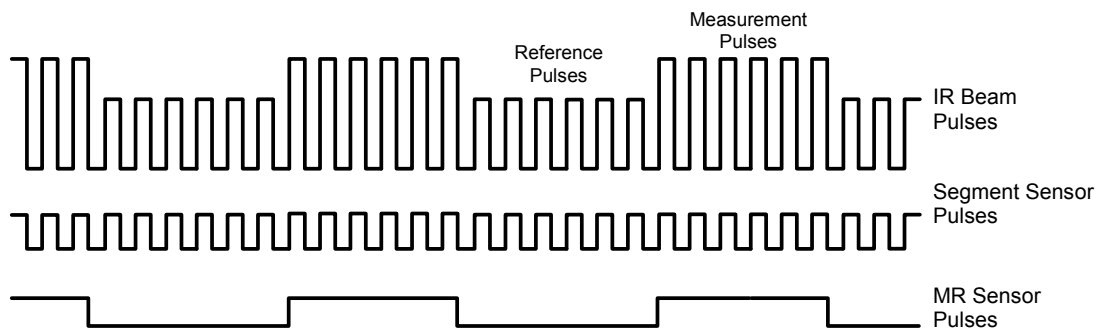 Measurement
Pulses
Reference
Pulses
IR Beam
Pulses
Segment Sensor
Pulses
MR Sensor
Pulses